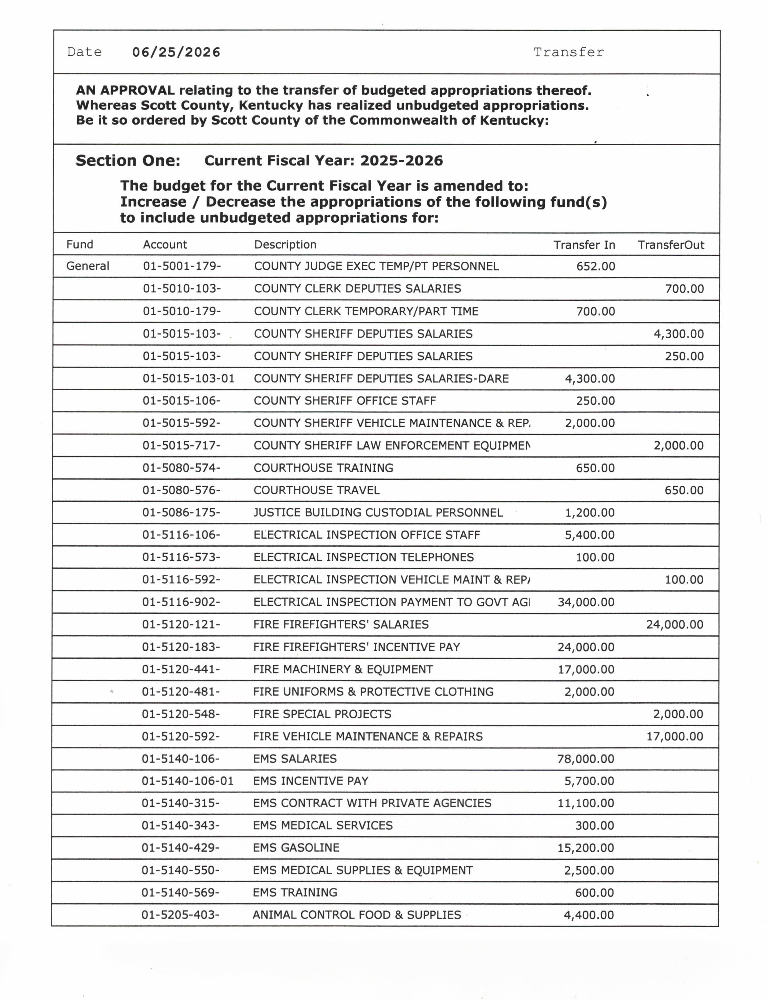 Date 06/25/2026 Transfer
AN APPROVAL relating to the transfer of budgeted appropriations thereof.
Whereas Scott County, Kentucky has realized unbudgeted appropriations.
Be it so ordered by Scott County of the Commonwealth of Kentucky:
Section One: Current Fiscal Year: 2025-2026
The budget for the Current Fiscal Year is amended to:
Increase / Decrease the appropriations of the following fund(s)
to include unbudgeted appropriations for:
Fund Account Description Transfer In TransferOut
General 01-5001-179- COUNTY JUDGE EXEC TEMP/PT PERSONNEL 652.00
01-5010-103- COUNTY CLERK DEPUTIES SALARIES 700.00
01-5010-179- COUNTY CLERK TEMPORARY/PART TIME 700.00
01-5015-103- COUNTY SHERIFF DEPUTIES SALARIES 4,300.00
01-5015-103- COUNTY SHERIFF DEPUTIES SALARIES 250.00
01-5015-103-01 COUNTY SHERIFF DEPUTIES SALARIES-DARE 4,300.00
01-5015-106- COUNTY SHERIFF OFFICE STAFF 250.00
01-5015-592- COUNTY SHERIFF VEHICLE MAINTENANCE & REP 2,000.00
01-5015-717- COUNTY SHERIFF LAW ENFORCEMENT EQUIPMEN 2,000.00
01-5080-574- COURTHOUSE TRAINING 650.00
01-5080-576- COURTHOUSE TRAVEL 650.00
01-5086-175- JUSTICE BUILDING CUSTODIAL PERSONNEL 1,200.00
01-5116-106- ELECTRICAL INSPECTION OFFICE STAFF 5,400.00
01-5116-573- ELECTRICAL INSPECTION TELEPHONES 100.00
01-5116-592- ELECTRICAL INSPECTION VEHICLE MAINT & REP 100.00
01-5116-902- ELECTRICAL INSPECTION PAYMENT TO GOVT AG 34,000.00
01-5120-121- FIRE FIREFIGHTERS' SALARIES 24,000.00
01-5120-183- FIRE FIREFIGHTERS' INCENTIVE PAY 24,000.00
01-5120-441- FIRE MACHINERY & EQUIPMENT 17,000.00
01-5120-481- FIRE UNIFORMS & PROTECTIVE CLOTHING 2,000.00
01-5120-548- FIRE SPECIAL PROJECTS 2,000.00
01-5120-592- FIRE VEHICLE MAINTENANCE & REPAIRS 17,000.00
01-5140-106- EMS SALARIES 78,000.00
01-5140-106-01 EMS INCENTIVE PAY 5,700.00
01-5140-315- EMS CONTRACT WITH PRIVATE AGENCIES 11,100.00
01-5140-343- EMS MEDICAL SERVICES 300.00
01-5140-429- EMS GASOLINE 15,200.00
01-5140-550- EMS MEDICAL SUPPLIES & EQUIPMENT 2,500.00
01-5140-569- EMS TRAINING 600.00
01-5205-403- ANIMAL CONTROL FOOD & SUPPLIES 4,400.00